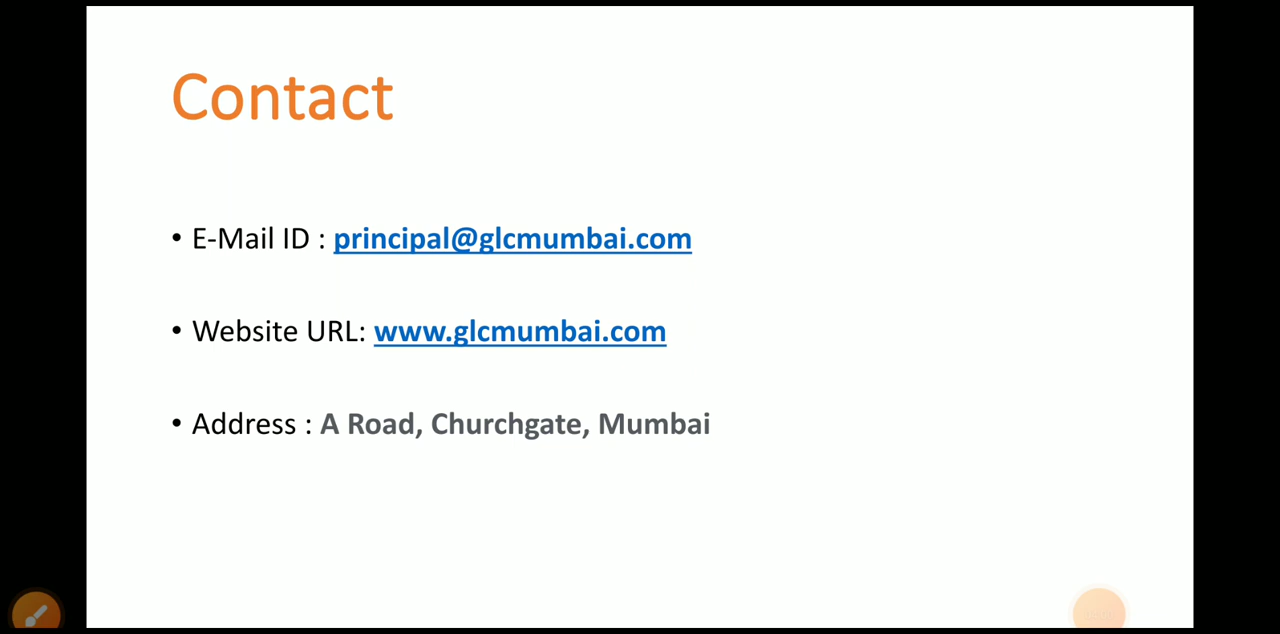 Contact
• E-Mail ID : principal@glcmumbai.com
• Website URL: www.glcmumbai.com
• Address : A Road, Churchgate, Mumbai